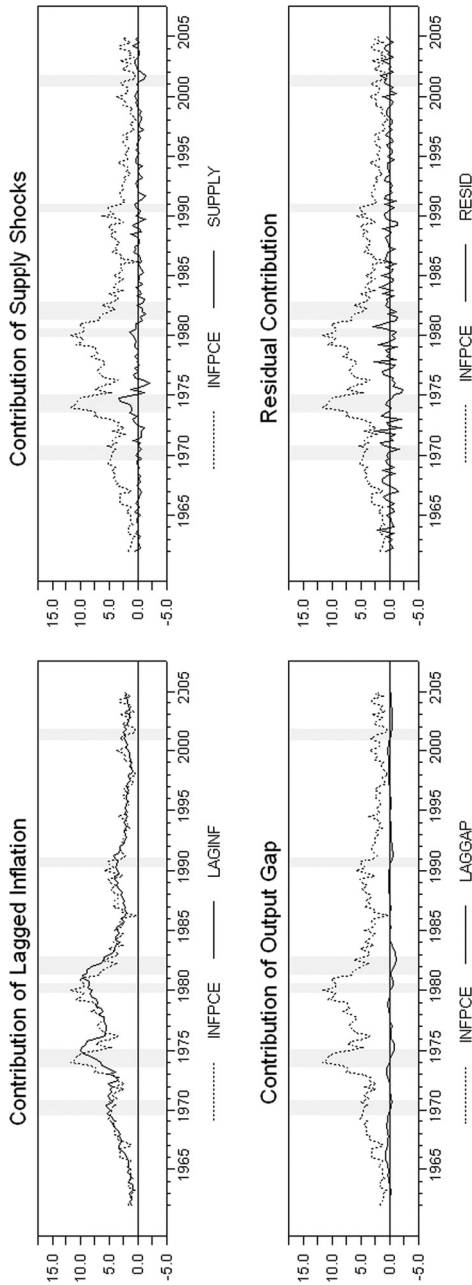 Contribution of Lagged Inflation
15.0
10.0
5.0
0.0
-5.0
1965 1970 1975 1980 1985 1990 1995 2000 2005
INFPCE LAGINF
Contribution of Supply Shocks
15.0
10.0
5.0
0.0
-5.0
1965 1970 1975 1980 1985 1990 1995 2000 2005
INFPCE SUPPLY
Contribution of Output Gap
15.0
10.0
5.0
0.0
-5.0
1965 1970 1975 1980 1985 1990 1995 2000 2005
INFPCE LAGGAP
Residual Contribution
15.0
10.0
5.0
0.0
-5.0
1965 1970 1975 1980 1985 1990 1995 2000 2005
INFPCE RESID